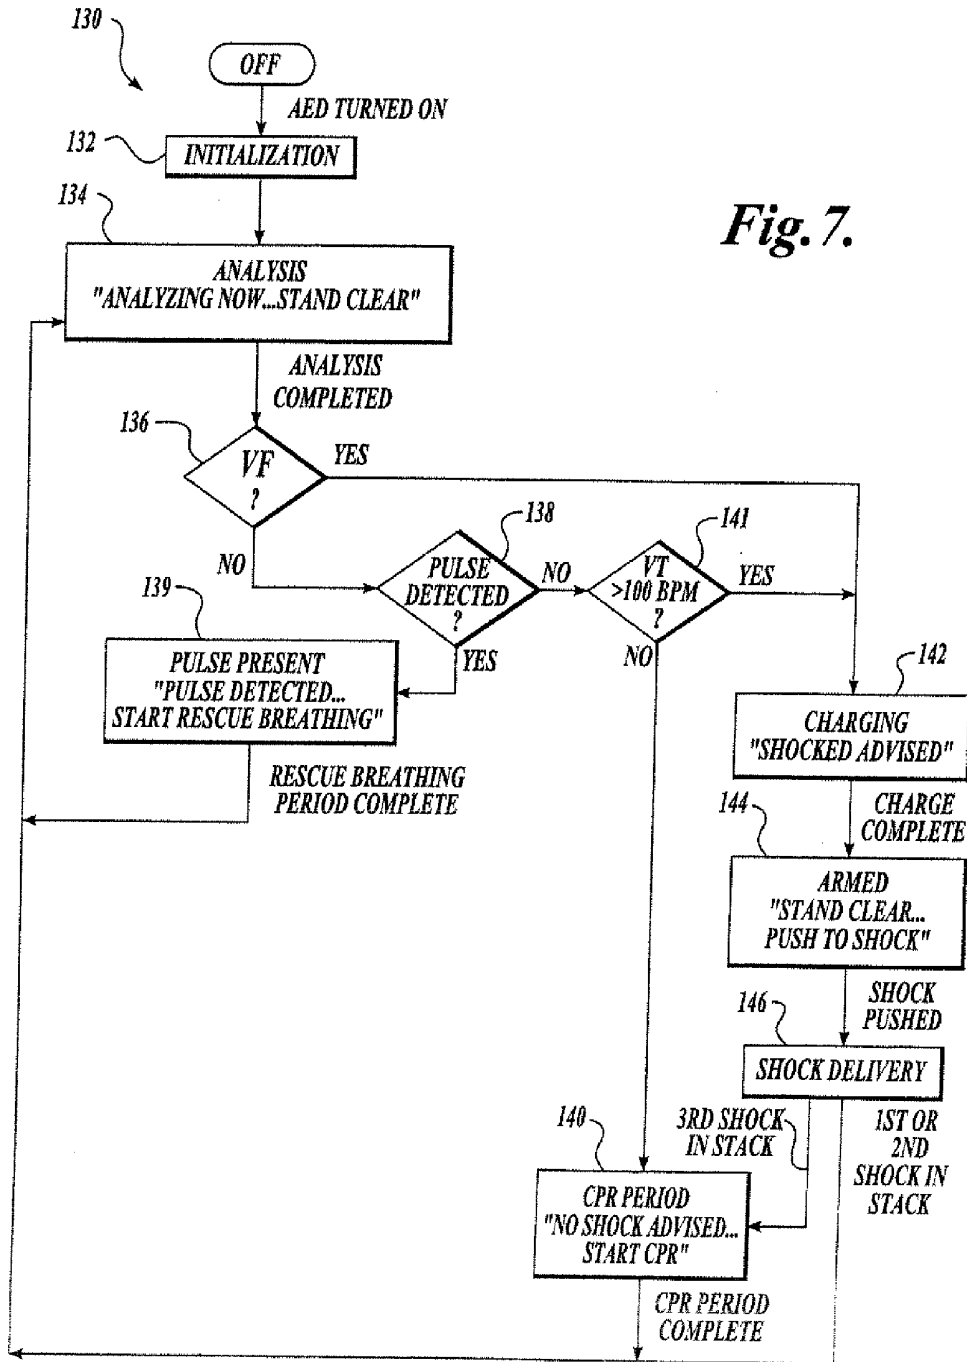 130
OFF
AED TURNED ON
132
INITIALIZATION
134
Fig. 7.
ANALYSIS
"ANALYZING NOW...STAND CLEAR"
ANALYSIS
COMPLETED
136
VF
?
YES
NO
138
PULSE
DETECTED
?
NO
YES
141
VT
>100 BPM
?
YES
NO
139
PULSE PRESENT
"PULSE DETECTED...
START RESCUE BREATHING"
RESCUE BREATHING
PERIOD COMPLETE
142
CHARGING
"SHOCKED ADVISED"
CHARGE
COMPLETE
144
ARMED
"STAND CLEAR...
PUSH TO SHOCK"
SHOCK
PUSHED
146
SHOCK DELIVERY
3RD SHOCK
IN STACK
1ST OR
2ND
SHOCK IN
STACK
140
CPR PERIOD
"NO SHOCK ADVISED...
START CPR"
CPR PERIOD
COMPLETE